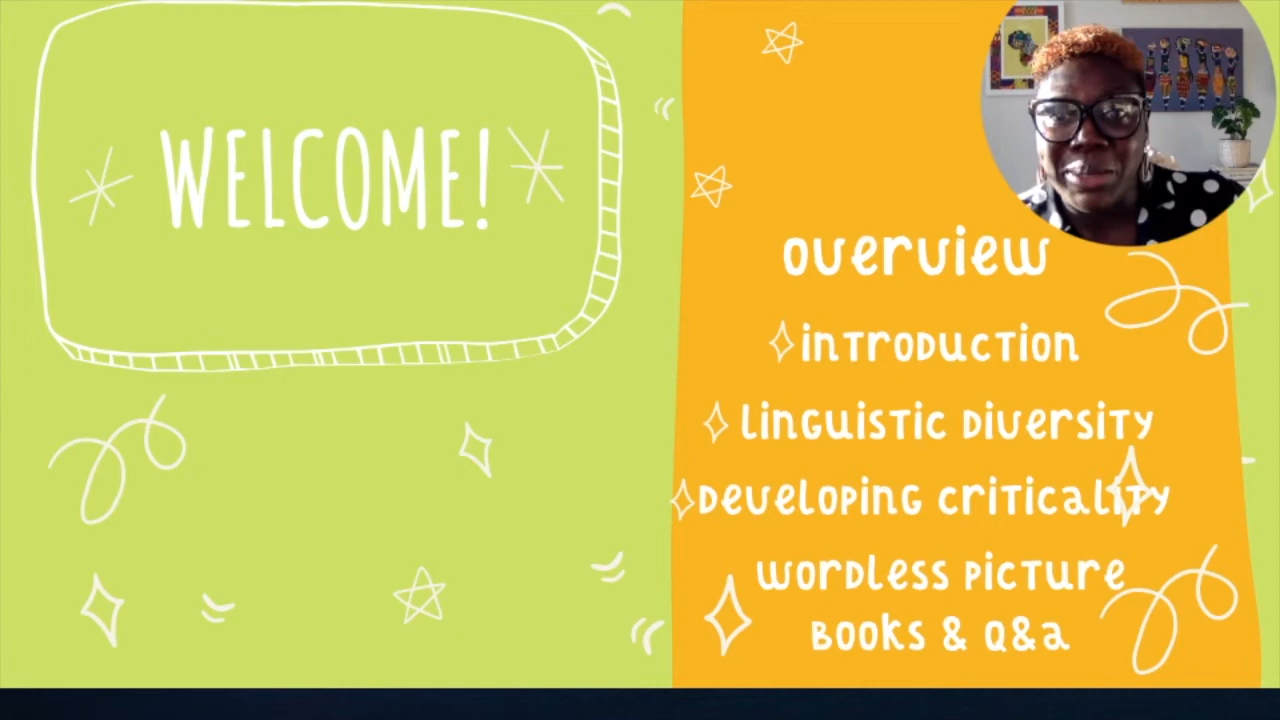 WELCOME!
overview
introduction
linguistic diversity
developing criticality
wordless picture
books & Q&a